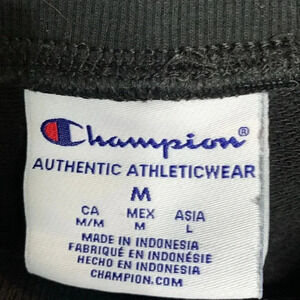 Champion®
AUTHENTIC ATHLETICWEAR
M
CA MEX ASIA
M/M M L
MADE IN INDONESIA
FABRIQUÉ EN INDONÉSIE
HECHO EN INDONESIA
CHAMPION.COM